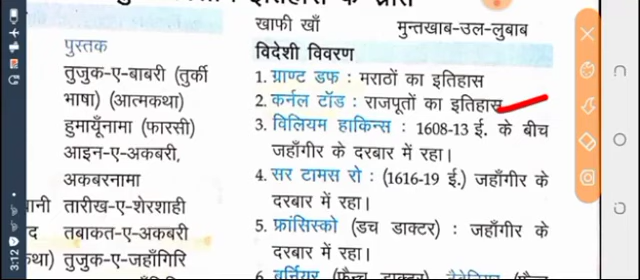 खाफी खाँ मुन्तखाब-उल-लुबाब
पुस्तक
तुजुक-ए-बाबरी (तुर्की
भाषा) (आत्मकथा)
हुमायूँनामा (फारसी)
आइन-ए-अकबरी,
अकबरनामा
तारीख-ए-शेरशाही
तबाकत-ए-अकबरी
तुजुक-ए-जहाँगिरि
विदेशी विवरण
1. ग्राण्ट डफ : मराठों का इतिहास
2. कर्नल टॉड : राजपूतों का इतिहास
3. विलियम हाकिन्स : 1608-13 ई. के बीच
जहाँगीर के दरबार में रहा।
4. सर टामस रो : (1616-19 ई.) जहाँगीर के
दरबार में रहा।
5. फ्रांसिस्को (डच डाक्टर) : जहाँगीर के
दरबार में रहा।
3:12